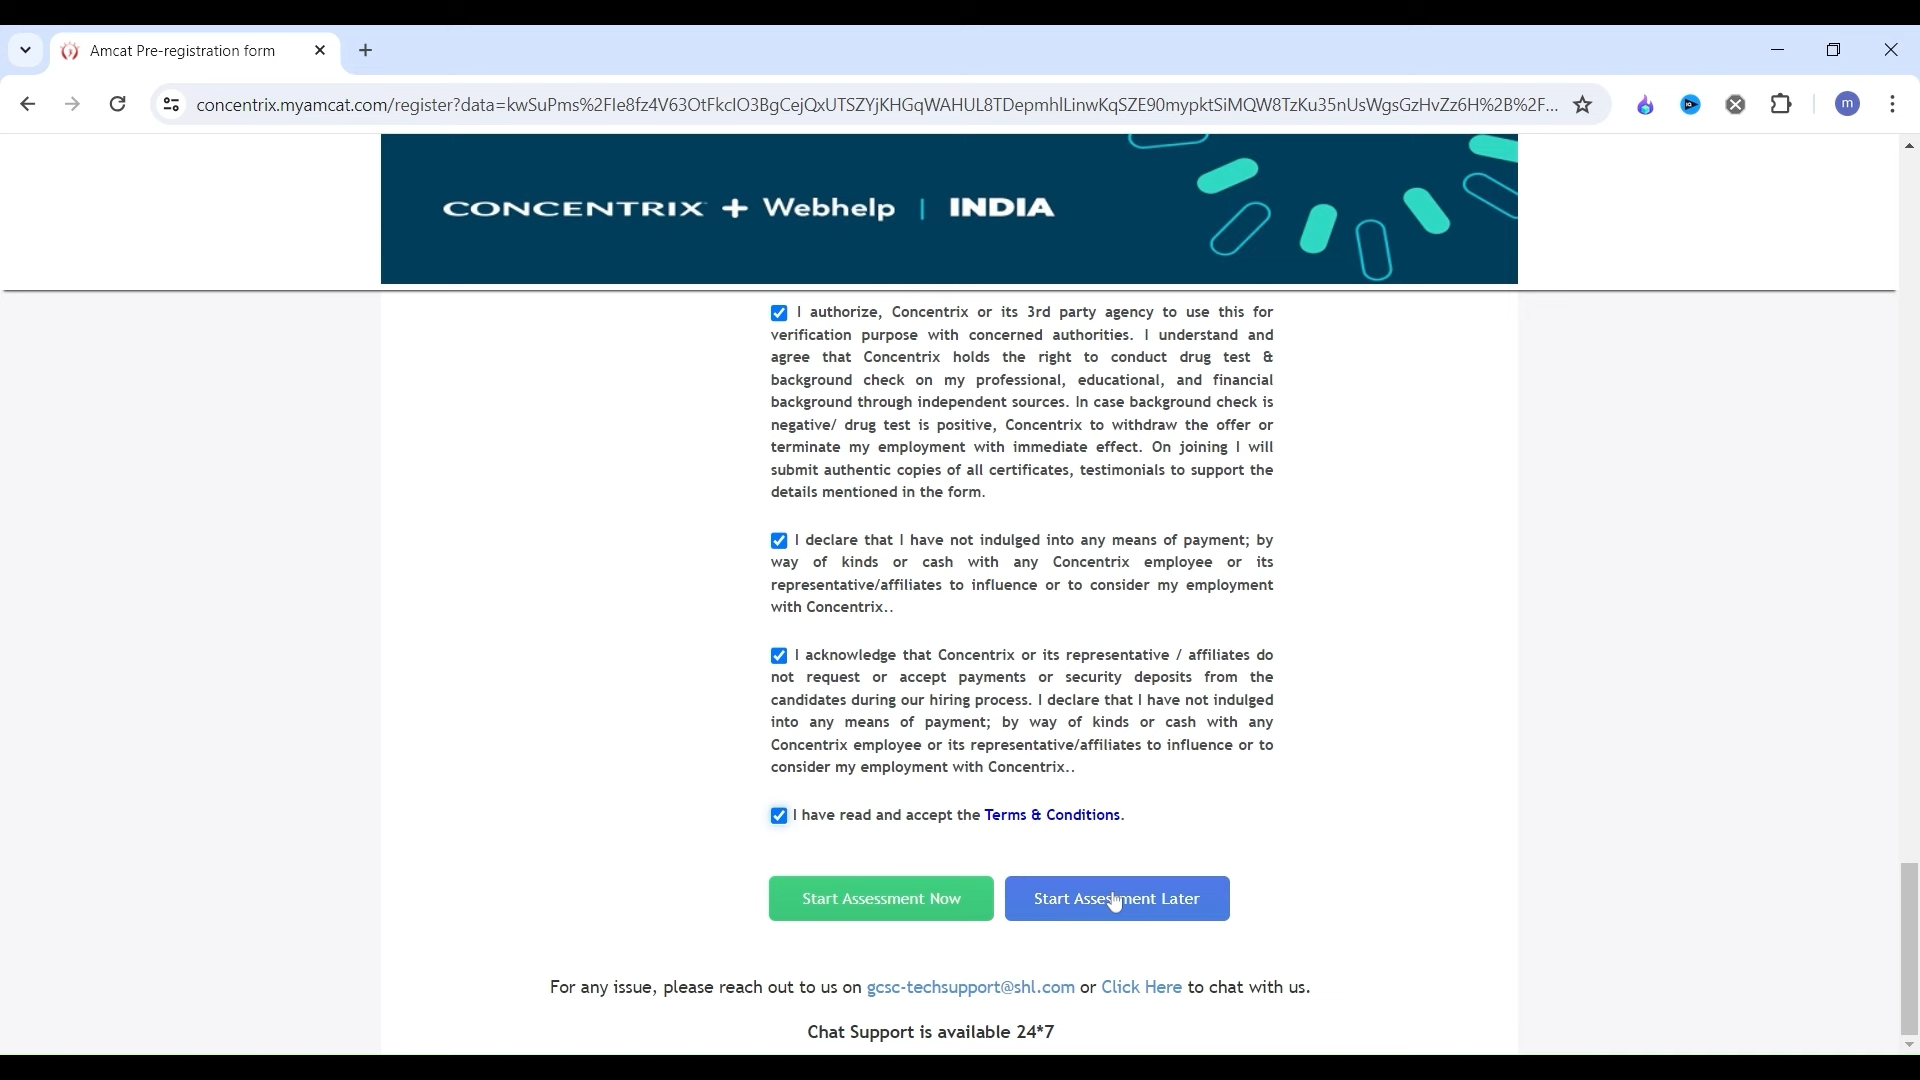 Amcat Pre-registration form
concentrix.myamcat.com/register?data=kwSuPms%2FIe8fz4V63OtFkcIO3BgCejQxUTSZYjKHGqWAHUL8TDepmhlLinwKqSZE90mypktSiMQW8TzKu35nUsWgsGzHvZz6H%2B%2F...
m
CONCENTRIX + Webhelp | INDIA
I authorize, Concentrix or its 3rd party agency to use this for
verification purpose with concerned authorities. I understand and
agree that Concentrix holds the right to conduct drug test &
background check on my professional, educational, and financial
background through independent sources. In case background check is
negative/ drug test is positive, Concentrix to withdraw the offer or
terminate my employment with immediate effect. On joining I will
submit authentic copies of all certificates, testimonials to support the
details mentioned in the form.
I declare that I have not indulged into any means of payment; by
way of kinds or cash with any Concentrix employee or its
representative/affiliates to influence or to consider my employment
with Concentrix..
I acknowledge that Concentrix or its representative / affiliates do
not request or accept payments or security deposits from the
candidates during our hiring process. I declare that I have not indulged
into any means of payment; by way of kinds or cash with any
Concentrix employee or its representative/affiliates to influence or to
consider my employment with Concentrix..
I have read and accept the Terms & Conditions.
Start Assessment Now
Start Assessment Later
For any issue, please reach out to us on gcsc-techsupport@shl.com or Click Here to chat with us.
Chat Support is available 24*7